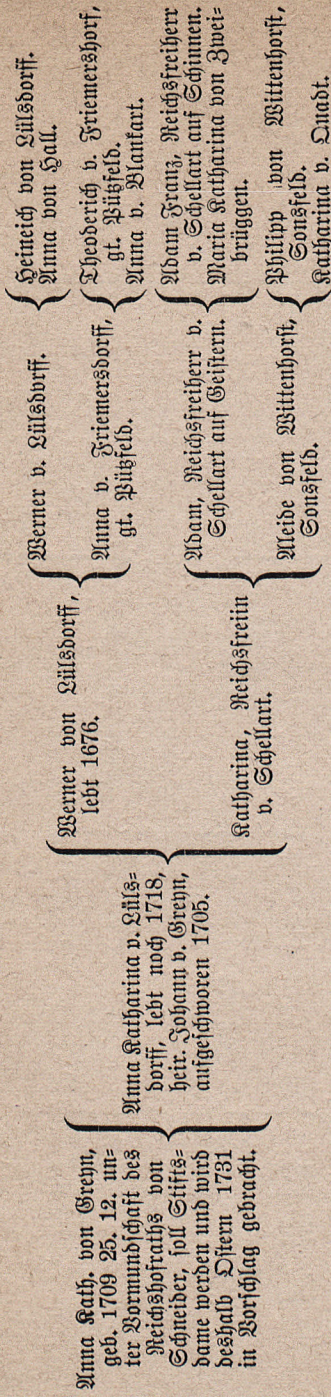 Anna Kath. von Greyn,
geb. 1709 25. 12. un-
ter Vormundschaft des
Reichshofraths von
Schneider, soll Stifts-
dame werden und wird
deshalb Ostern 1731
in Vorschlag gebracht.
Anna Katharina v. Lüls-
dorff, lebt noch 1718,
heir. Johann v. Greyn,
aufgeschworen 1705.
Werner von Lülsdorff,
lebt 1676.
Katharina, Reichsfreiin
v. Schellart.
Werner v. Lülsdorff.
Anna v. Friemersdorff,
gt. Pützfeld.
Adam, Reichsfreiherr v.
Schellart auf Geistern.
Aleide von Wittenhorst,
Sonsfeld.
Heineich von Lülsdorff.
Anna von Hall.
Theoderich v. Friemershorf,
gt. Pützfeld.
Anna v. Blankart.
Adam Franz, Reichsfreiherr
v. Schellart auf Schinnen.
Maria Katharina von Zwei-
brüggen.
Philipp von Wittenhorst,
Sonsfeld.
Katharina v. Quadt.